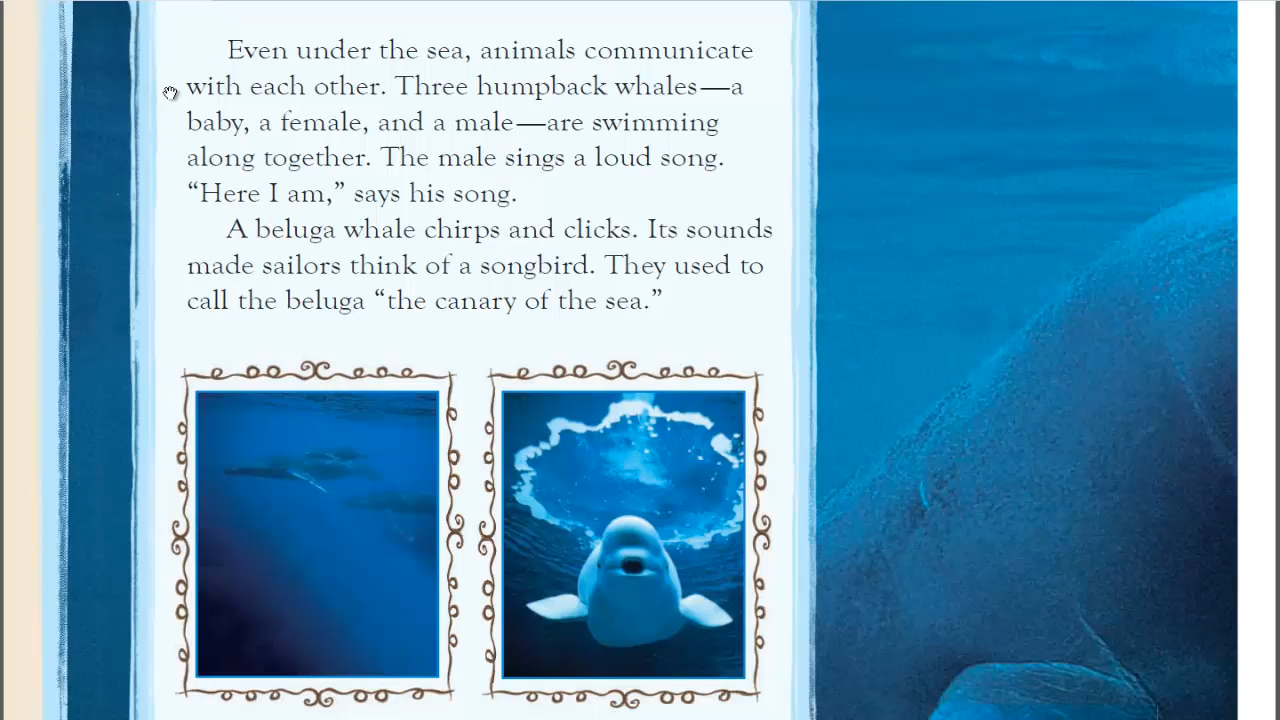 Even under the sea, animals communicate
with each other. Three humpback whales—a
baby, a female, and a male—are swimming
along together. The male sings a loud song.
“Here I am,” says his song.
A beluga whale chirps and clicks. Its sounds
made sailors think of a songbird. They used to
call the beluga “the canary of the sea.”